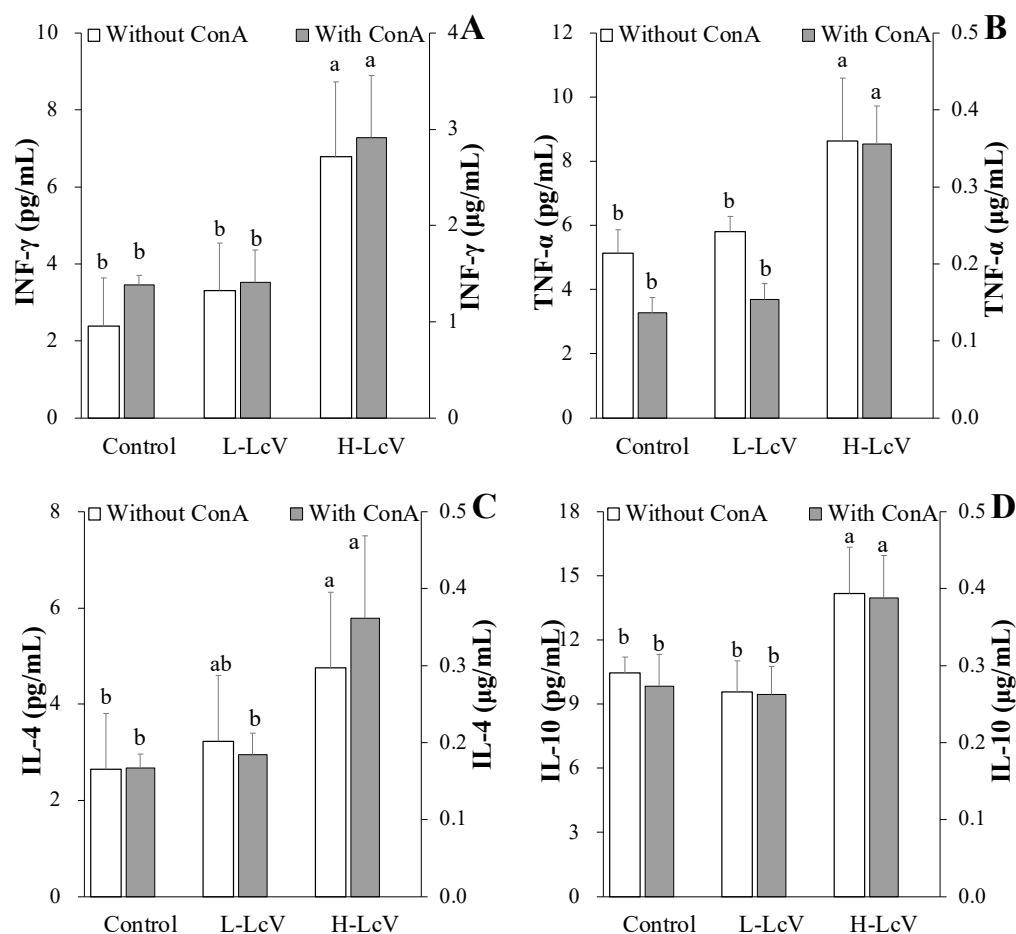 Without ConA With ConA A
10 8 6 4 2 0
INF-γ (pg/mL)
a a
b b b b
4 3 2 1 0
INF-γ (μg/mL)
Control L-LcV H-LcV
Without ConA With ConA B
12 10 8 6 4 2 0
TNF-α (pg/mL)
a a
b b b b
0.5 0.4 0.3 0.2 0.1 0.0
TNF-α (μg/mL)
Control L-LcV H-LcV
Without ConA With ConA C
8 6 4 2 0
IL-4 (pg/mL)
a a
b b ab b
0.5 0.4 0.3 0.2 0.1 0.0
IL-4 (μg/mL)
Control L-LcV H-LcV
Without ConA With ConA D
18 15 12 9 6 3 0
IL-10 (pg/mL)
a a
b b b b
0.5 0.4 0.3 0.2 0.1 0.0
IL-10 (μg/mL)
Control L-LcV H-LcV